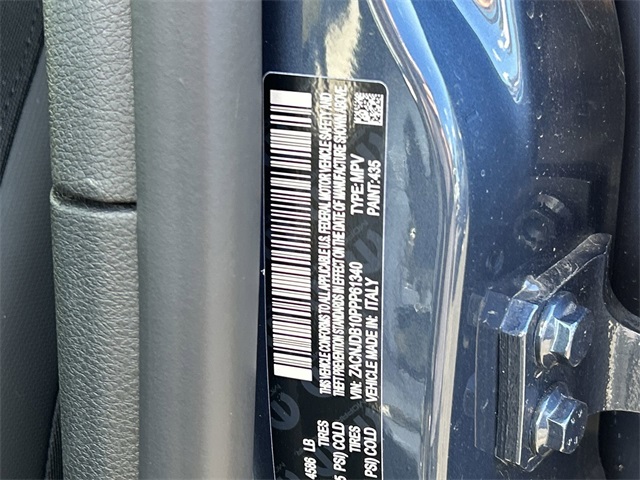 4586 LB
TIRES
5 PSI) COLD
TIRES
PSI) COLD
THIS VEHICLE CONFORMS TO ALL APPLICABLE U.S. FEDERAL MOTOR VEHICLE SAFETY AND
THEFT PREVENTION STANDARDS IN EFFECT ON THE DATE OF MANUFACTURE SHOWN ABOVE
VIN: ZACNJDB10PPP61340 TYPE: MPV
VEHICLE MADE IN: ITALY PAINT: 435